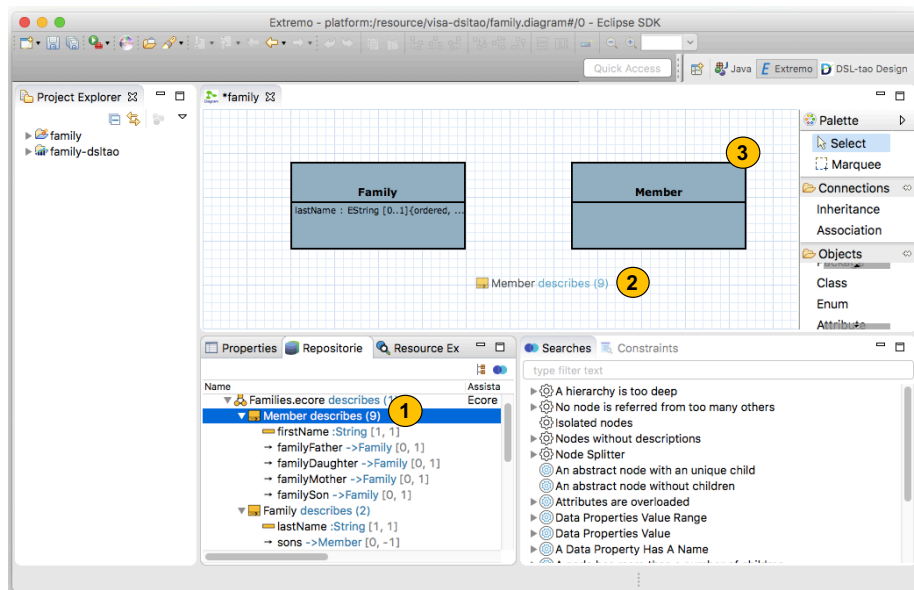 Extremo - platform:/resource/visa-dsltao/family.diagram#/0 - Eclipse SDK
Quick Access
Java
Extremo
DSL-tao Design
Project Explorer
family
family-dsltao
*family
3
Family
lastName : EString [0..1]{ordered, ...
Member
Member describes (9)
2
Palette
Select
Marquee
Connections
Inheritance
Association
Objects
Class
Enum
Attribute
Properties
Repositorie
Resource Ex
Name
Assista
Families.ecore describes (
Ecore
Member describes (9)
1
firstName :String [1, 1]
familyFather ->Family [0, 1]
familyDaughter ->Family [0, 1]
familyMother ->Family [0, 1]
familySon ->Family [0, 1]
Family describes (2)
lastName :String [1, 1]
sons ->Member [0, -1]
Searches
Constraints
type filter text
A hierarchy is too deep
No node is referred from too many others
Isolated nodes
Nodes without descriptions
Node Splitter
An abstract node with an unique child
An abstract node without children
Attributes are overloaded
Data Properties Value Range
Data Properties Value
A Data Property Has A Name